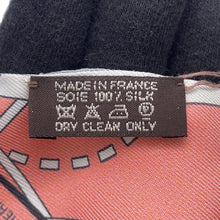 MADE IN FRANCE
SOIE 100% SILK
DRY CLEAN ONLY